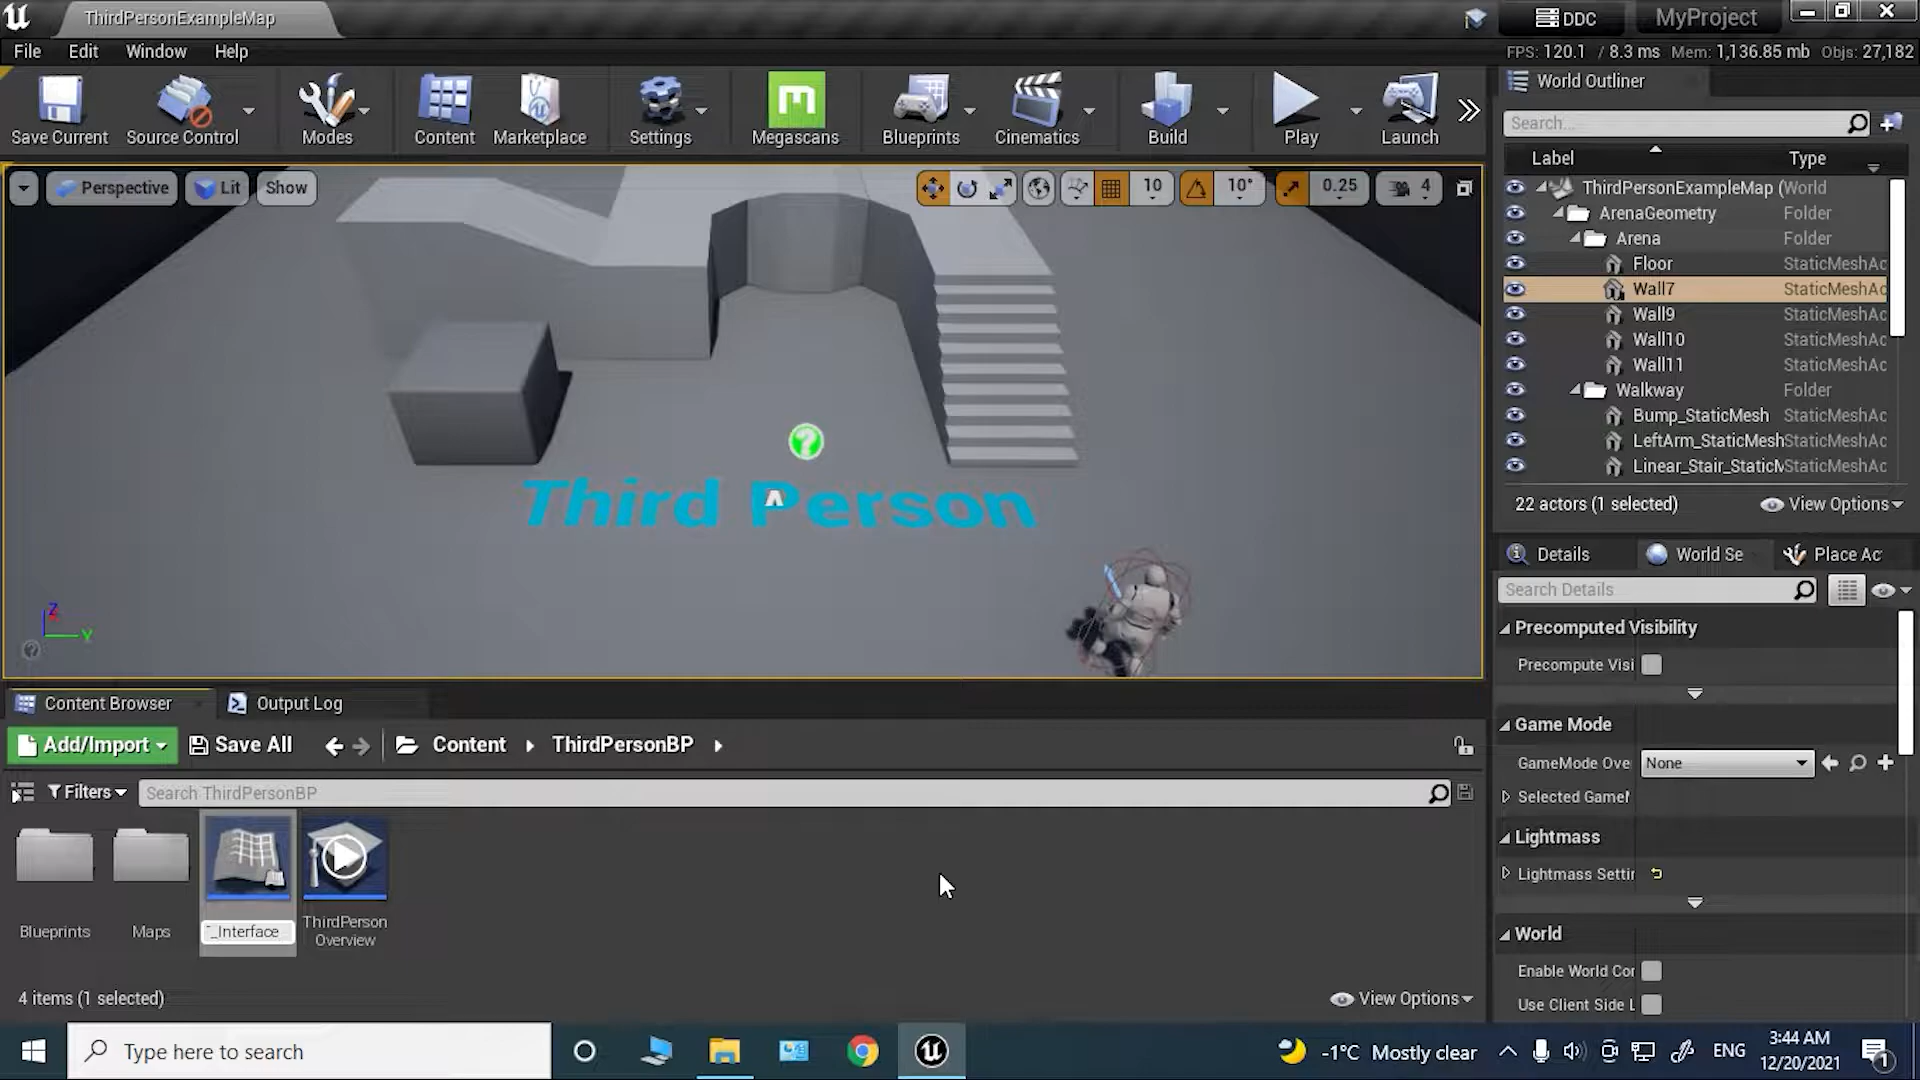 ThirdPersonExampleMap
DDC
MyProject
File Edit Window Help
FPS: 120.1 / 8.3 ms Mem: 1,136.85 mb Objs: 27,182
Save Current
Source Control
Modes
Content
Marketplace
Settings
Megascans
Blueprints
Cinematics
Build
Play
Launch
World Outliner
Search...
Label Type
Perspective
Lit
Show
10
10°
0.25
4
ThirdPersonExampleMap (World
ArenaGeometry Folder
Arena Folder
Floor StaticMeshAc
Wall7 StaticMeshAc
Wall9 StaticMeshAc
Wall10 StaticMeshAc
Wall11 StaticMeshAc
Walkway Folder
Bump_StaticMesh StaticMeshAc
LeftArm_StaticMesh StaticMeshAc
Linear_Stair_StaticM StaticMeshAc
22 actors (1 selected)
View Options
Third Person
Z
Y
Details
World Se
Place Ac
Search Details
Precomputed Visibility
Precompute Visi
Game Mode
GameMode Ove None
Selected GameM
Lightmass
Lightmass Settin
World
Enable World Cor
Use Client Side L
Content Browser
Output Log
Add/Import
Save All
Content
ThirdPersonBP
Filters
Search ThirdPersonBP
Blueprints
Maps
_Interface
ThirdPerson
Overview
4 items (1 selected)
View Options
Type here to search
-1°C Mostly clear
ENG
3:44 AM
12/20/2021
1